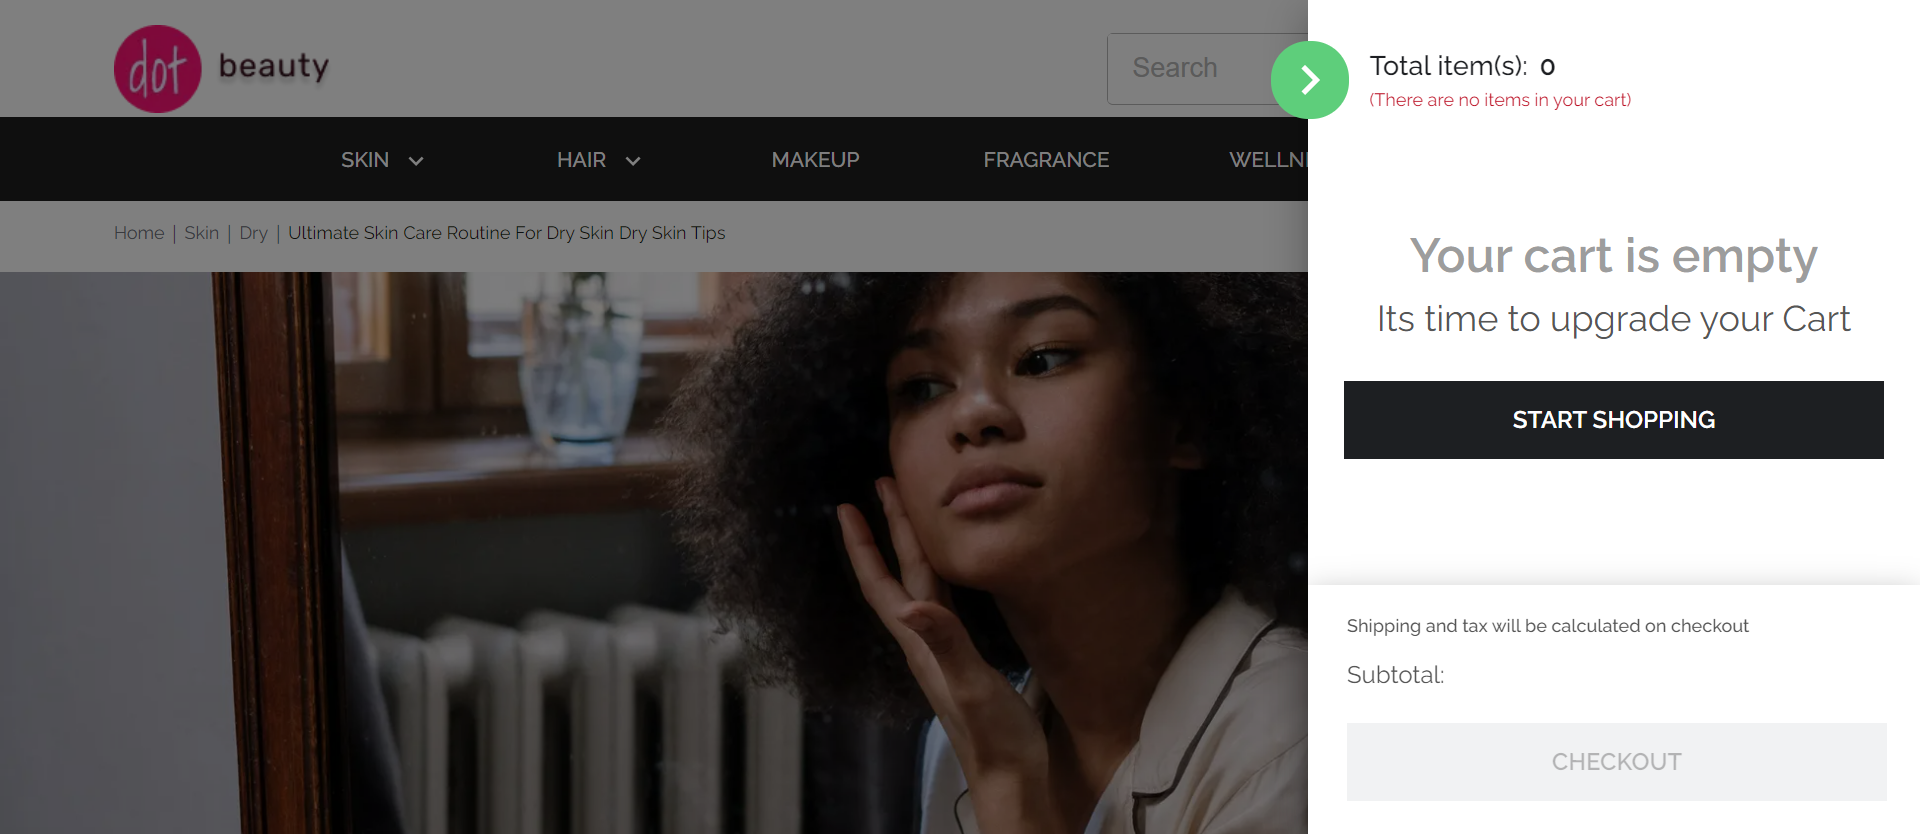 dot beauty
Search
SKIN
HAIR
MAKEUP
FRAGRANCE
WELLN
Home | Skin | Dry | Ultimate Skin Care Routine For Dry Skin Dry Skin Tips
Total item(s): 0
(There are no items in your cart)
Your cart is empty
Its time to upgrade your Cart
START SHOPPING
Shipping and tax will be calculated on checkout
Subtotal:
CHECKOUT